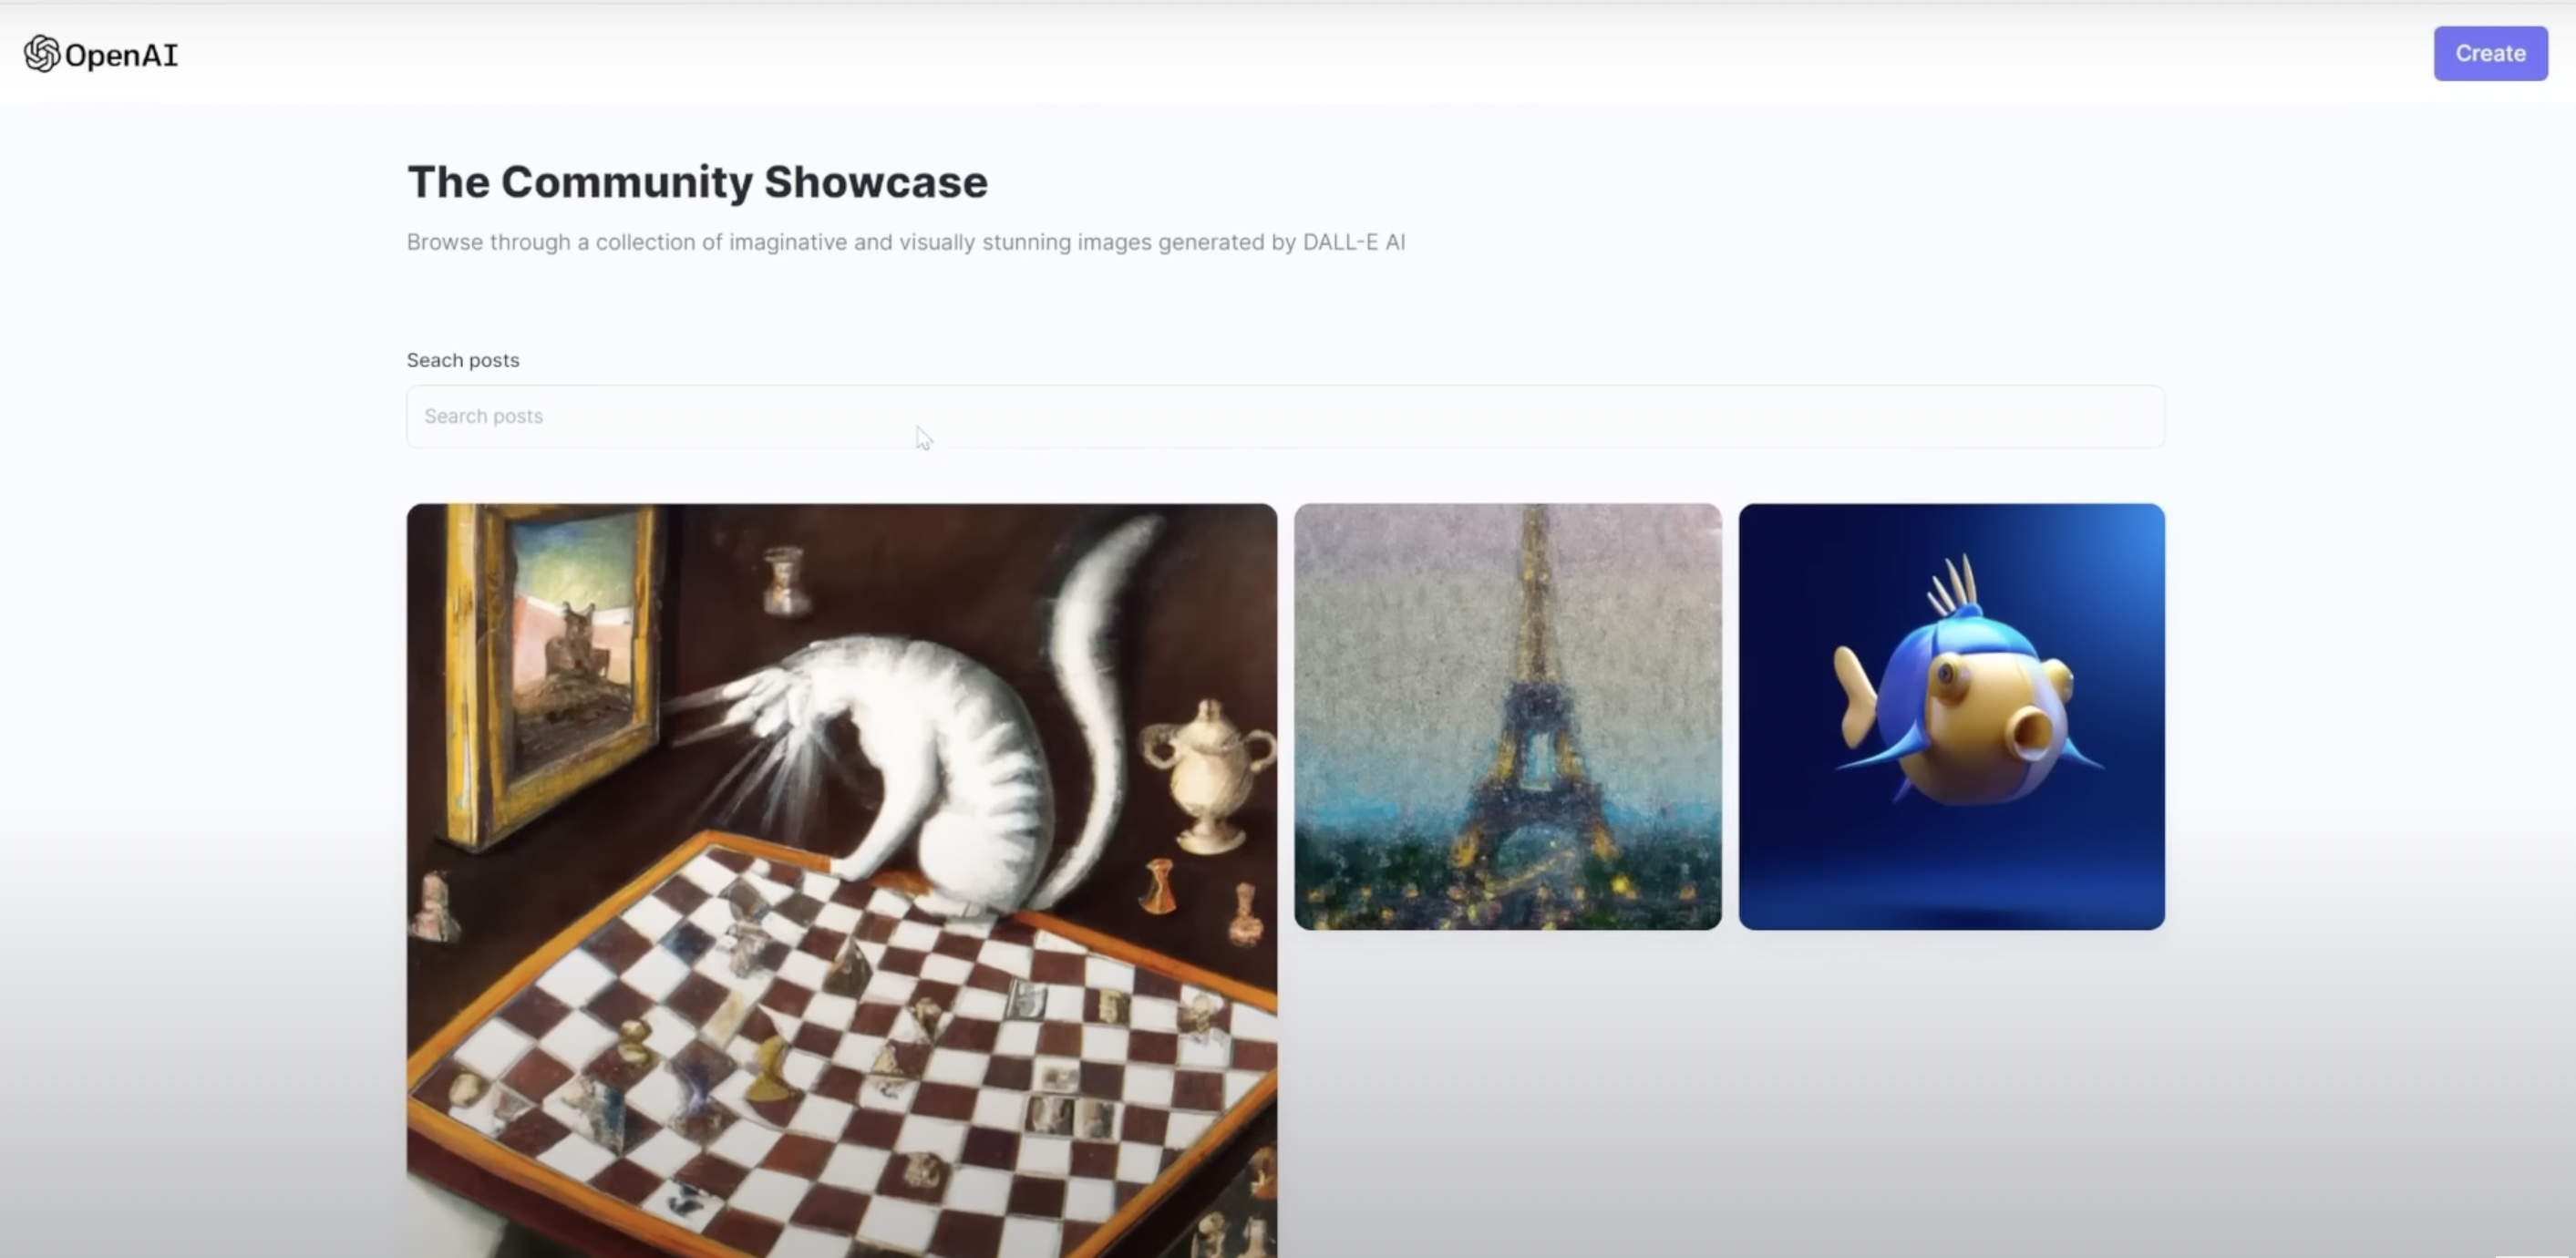 OpenAI
Create
The Community Showcase
Browse through a collection of imaginative and visually stunning images generated by DALL-E AI
Seach posts
Search posts